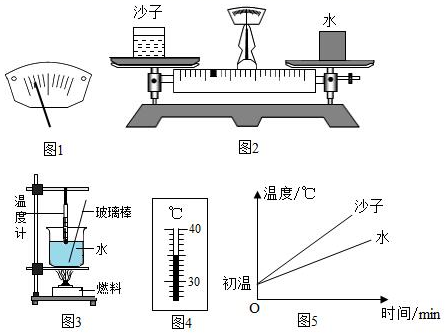 沙子
水
图1
图2
温度计
玻璃棒
水
燃料
图3
℃
40
30
图4
温度/℃
沙子
水
初温
O
时间/min
图5